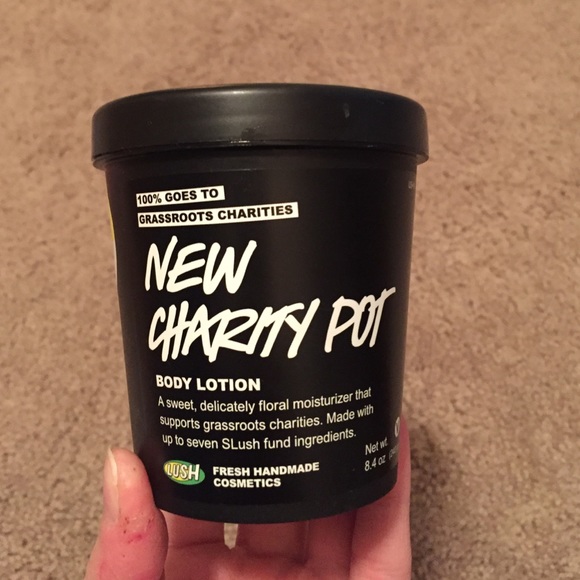 100% GOES TO
GRASSROOTS CHARITIES
NEW
CHARITY POT
BODY LOTION
A sweet, delicately floral moisturizer that
supports grassroots charities. Made with
up to seven SLush fund ingredients.
LUSH
FRESH HANDMADE
COSMETICS
Net wt.
8.4 oz